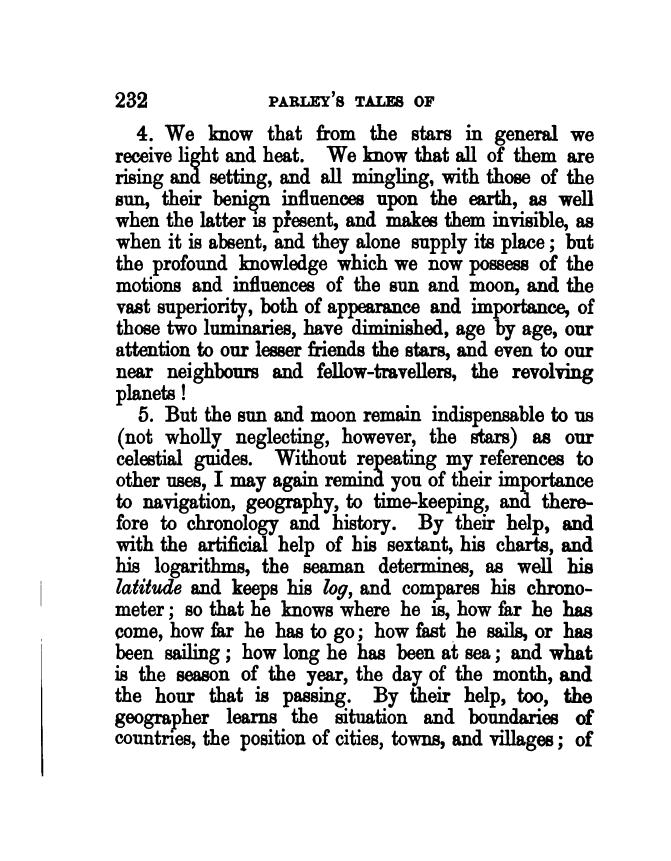 232 PARLEY'S TALES OF
4. We know that from the stars in general we
receive light and heat. We know that all of them are
rising and setting, and all mingling, with those of the
sun, their benign influences upon the earth, as well
when the latter is present, and makes them invisible, as
when it is absent, and they alone supply its place; but
the profound knowledge which we now possess of the
motions and influences of the sun and moon, and the
vast superiority, both of appearance and importance, of
those two luminaries, have diminished, age by age, our
attention to our lesser friends the stars, and even to our
near neighbours and fellow-travellers, the revolving
planets!
5. But the sun and moon remain indispensable to us
(not wholly neglecting, however, the stars) as our
celestial guides. Without repeating my references to
other uses, I may again remind you of their importance
to navigation, geography, to time-keeping, and there-
fore to chronology and history. By their help, and
with the artificial help of his sextant, his charts, and
his logarithms, the seaman determines, as well his
latitude and keeps his log, and compares his chrono-
meter; so that he knows where he is, how far he has
come, how far he has to go; how fast he sails, or has
been sailing; how long he has been at sea; and what
is the season of the year, the day of the month, and
the hour that is passing. By their help, too, the
geographer learns the situation and boundaries of
countries, the position of cities, towns, and villages; of